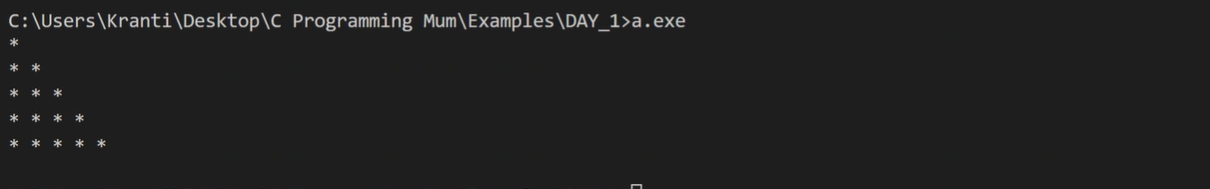 C:\Users\Kranti\Desktop\C Programming Mum\Examples\DAY_1>a.exe
*
* *
* * *
* * * *
* * * * *